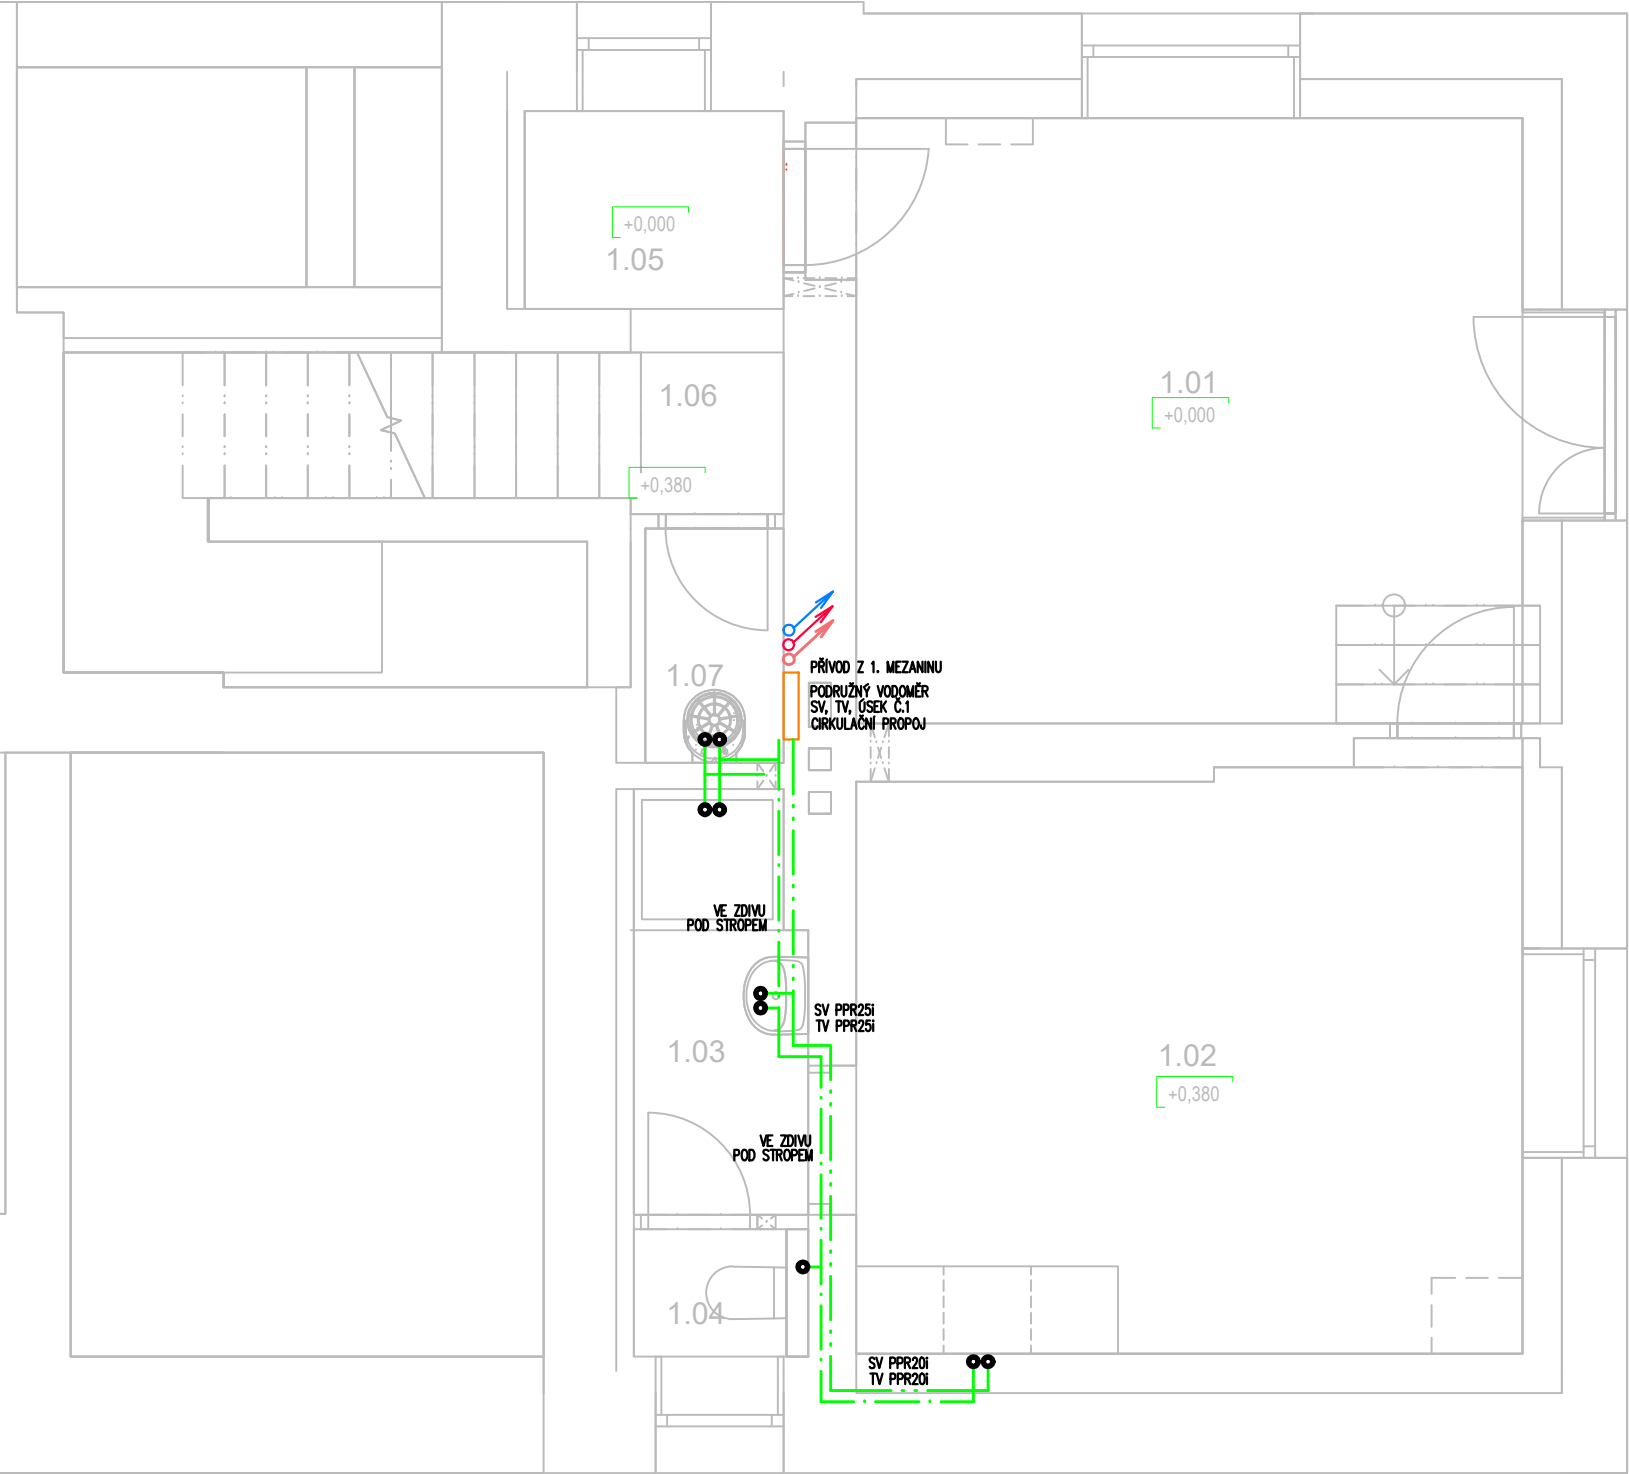 +0,000
1.05
1.06
1.01
+0,000
+0,380
PŘÍVOD Z 1. MEZANINU
1.07
PODRUŽNÝ VODOMĚR
SV, TV, ÚSEK Č.1
CIRKULAČNÍ PROPOJ
VE ZDIVU
POD STROPEM
SV PPR25i
TV PPR25i
1.03
1.02
+0,380
VE ZDIVU
POD STROPEM
1.04
SV PPR20i
TV PPR20i